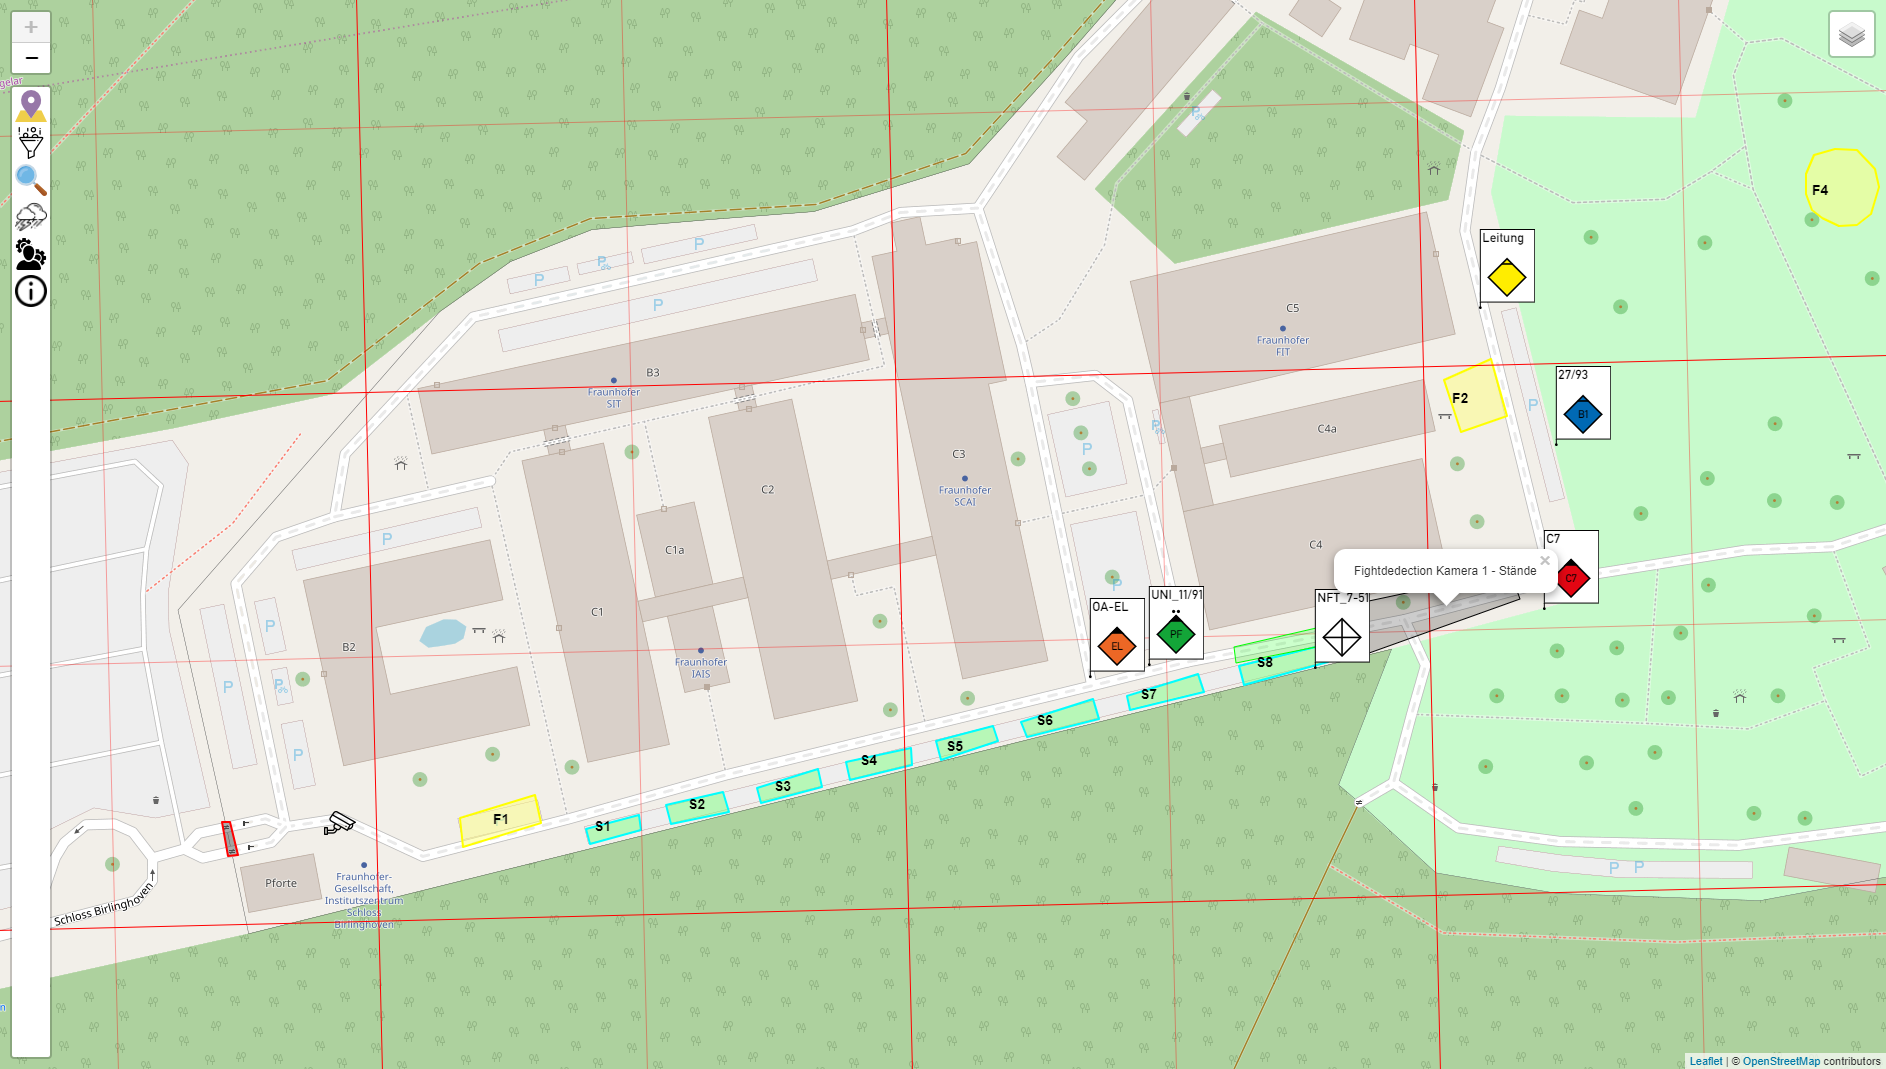 +
−
gelar
P
P
P
P
B3
Fraunhofer
SIT
C5
Fraunhofer
FIT
Leitung
F4
F2
27/93
B1
P
C4a
P
C3
Fraunhofer
SCAI
C2
C1a
C1
P
B2
P
P
P
P
Fraunhofer
IAIS
C4
C7
C7
Fightdedection Kamera 1 - Stände
×
P
OA-EL
EL
UNI_11/91
PF
NFT_7-51
S8
S7
S6
S5
S4
S3
S2
S1
F1
Pforte
Fraunhofer-
Gesellschaft,
Institutszentrum
Schloss
Birlinghoven
Schloss Birlinghoven
P
P
Leaflet | © OpenStreetMap contributors